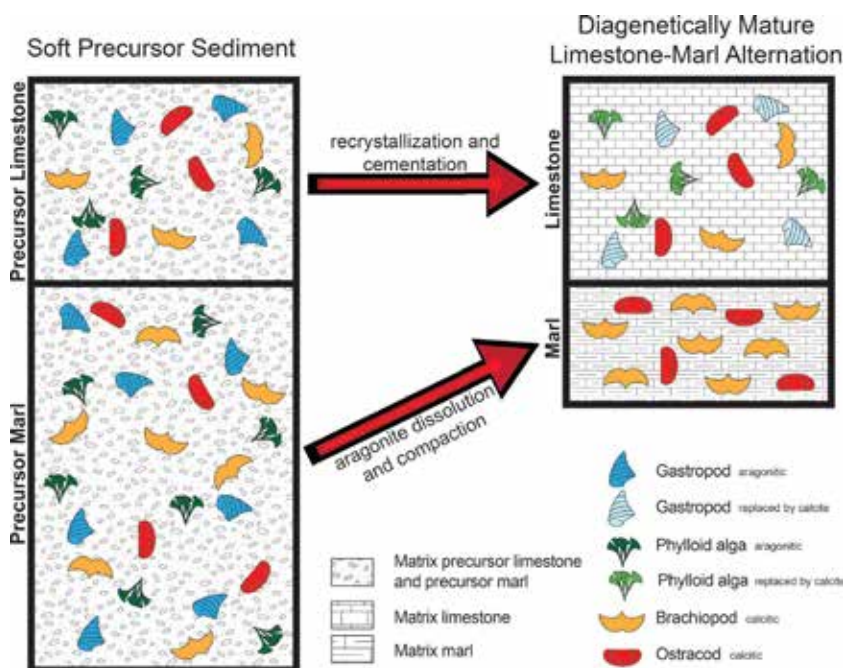 Soft Precursor Sediment
Diagenetically Mature
Limestone-Marl Alternation
Precursor Limestone
recrystallization and
cementation
Limestone
Precursor Marl
aragonite dissolution
and compaction
Marl
Matrix precursor limestone
and precursor marl
Matrix limestone
Matrix marl
Gastropod aragonitic
Gastropod replaced by calcite
Phylloid alga aragonitic
Phylloid alga replaced by calcite
Brachiopod calcitic
Ostracod calcitic